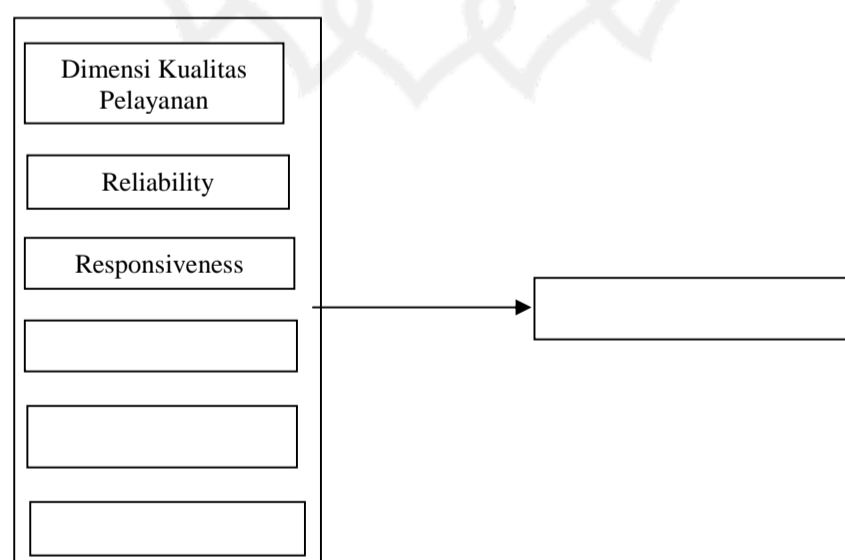 Dimensi Kualitas
Pelayanan
Reliability
Responsiveness